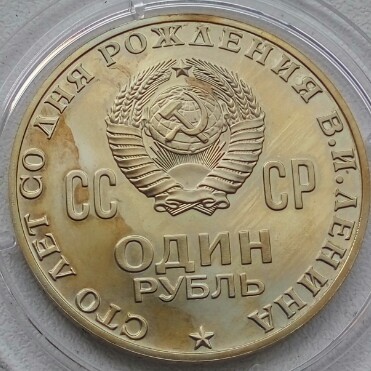 СТО ЛЕТ СО ДНЯ РОЖДЕНИЯ В.И.ЛЕНИНА
СС СР
ОДИН
РУБЛЬ